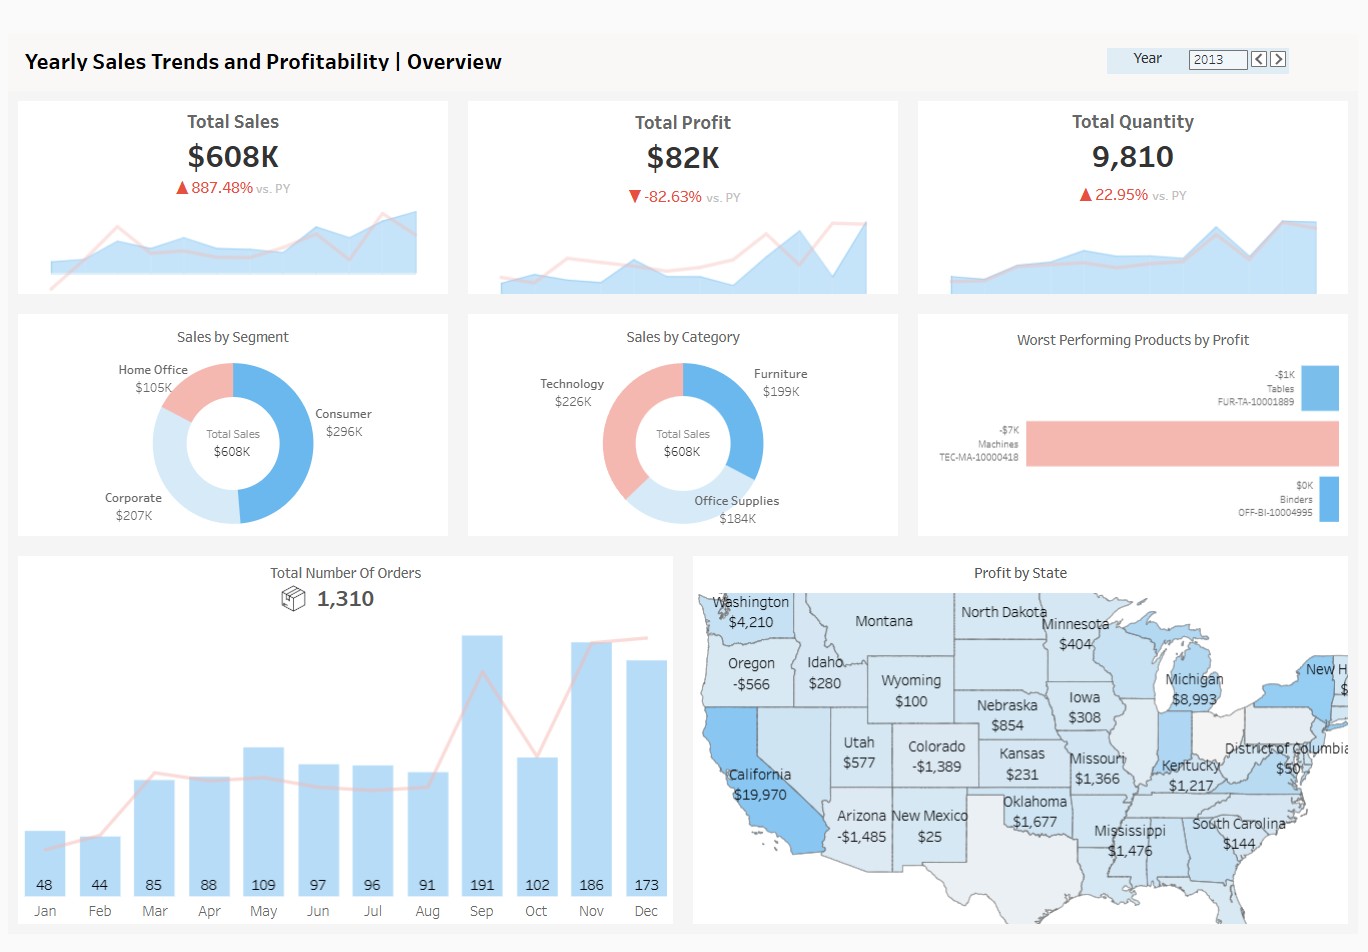 Yearly Sales Trends and Profitability | Overview
Year
2013
Total Sales
$608K
▲887.48% vs. PY
Total Profit
$82K
▼-82.63% vs. PY
Total Quantity
9,810
▲22.95% vs. PY
Sales by Segment
Home Office
$105K
Consumer
$296K
Total Sales
$608K
Corporate
$207K
Sales by Category
Technology
$226K
Furniture
$199K
Total Sales
$608K
Office Supplies
$184K
Worst Performing Products by Profit
-$1K
Tables
FUR-TA-10001889
-$7K
Machines
TEC-MA-10000418
$0K
Binders
OFF-BI-10004995
Total Number Of Orders
1,310
48 44 85 88 109 97 96 91 191 102 186 173
Jan Feb Mar Apr May Jun Jul Aug Sep Oct Nov Dec
Profit by State
Washington
$4,210
Montana
North Dakota
Minnesota
$404
Oregon
-$566
Idaho
$280
Wyoming
$100
Michigan
$8,993
New H
$
Nebraska
$854
Iowa
$308
Utah
$577
Colorado
-$1,389
Kansas
$231
Missouri
$1,366
District of Columbia
$50
Kentucky
$1,217
California
$19,970
Arizona
-$1,485
New Mexico
$25
Oklahoma
$1,677
Mississippi
$1,476
South Carolina
$144